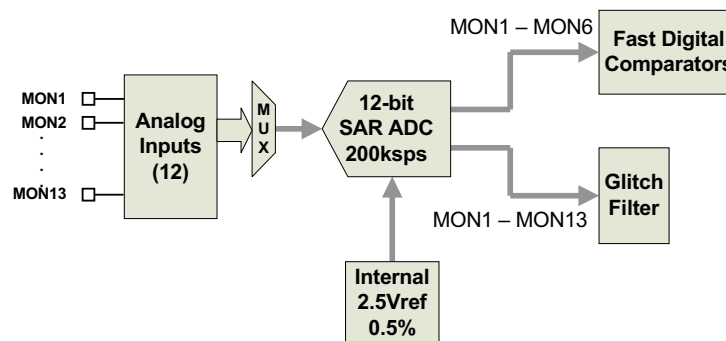 MON1 – MON6
Fast Digital
Comparators
MON1
MON2
.
.
.
MON13
Analog
Inputs
(12)
MUX
12-bit
SAR ADC
200ksps
Glitch
Filter
MON1 – MON13
Internal
2.5Vref
0.5%